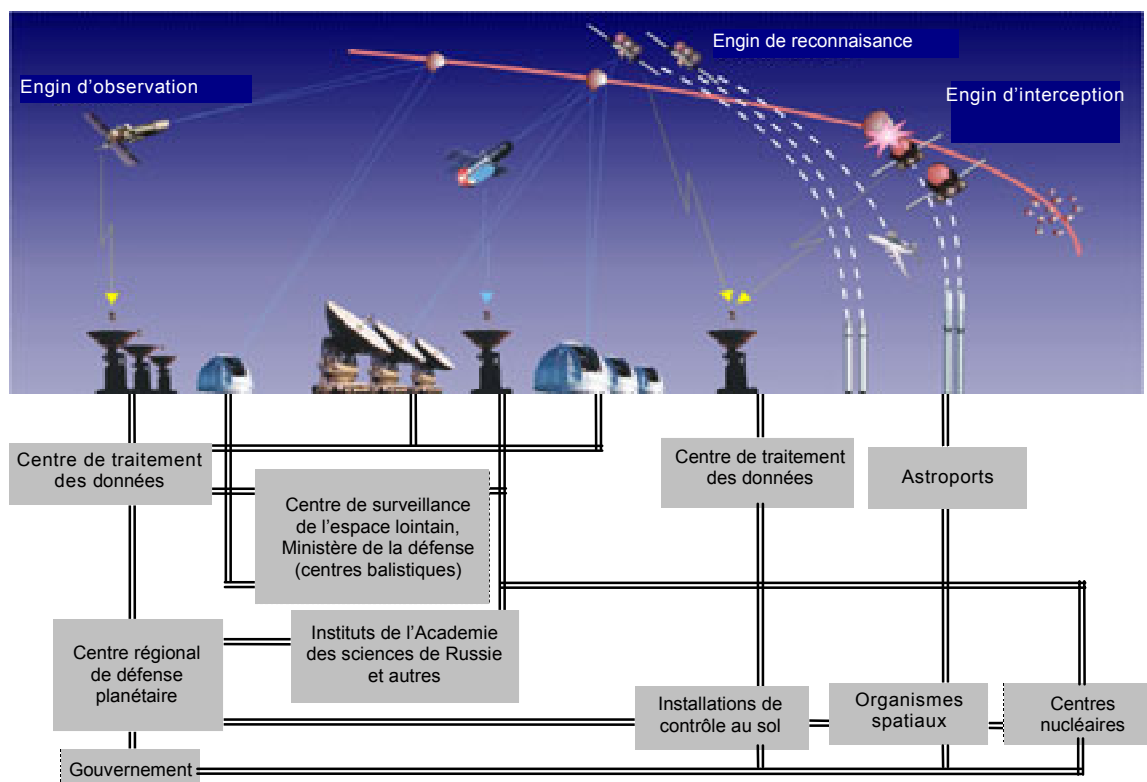 Engin de reconnaisance
Engin d'observation
Engin d'interception
Centre de traitement
des données
Centre de traitement
des données
Astroports
Centre de surveillance
de l'espace lointain,
Ministère de la défense
(centres balistiques)
Instituts de l'Academie
des sciences de Russie
et autres
Centre régional
de défense
planétaire
Installations de
contrôle au sol
Organismes
spatiaux
Centres
nucléaires
Gouvernement